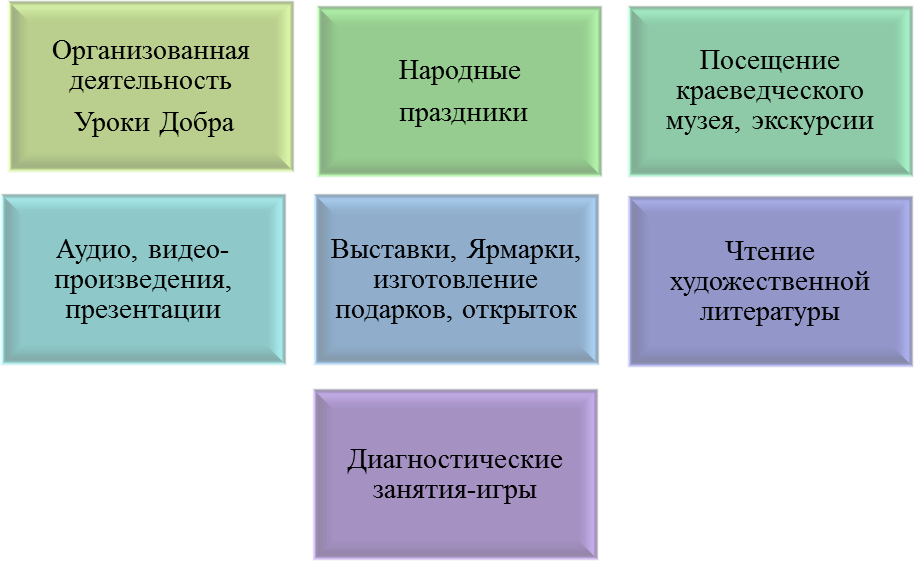 Организованная
деятельность
Уроки Добра
Народные
праздники
Посещение
краеведческого
музея, экскурсии
Аудио, видео-
произведения,
презентации
Выставки, Ярмарки,
изготовление
подарков, открыток
Чтение
художественной
литературы
Диагностические
занятия-игры